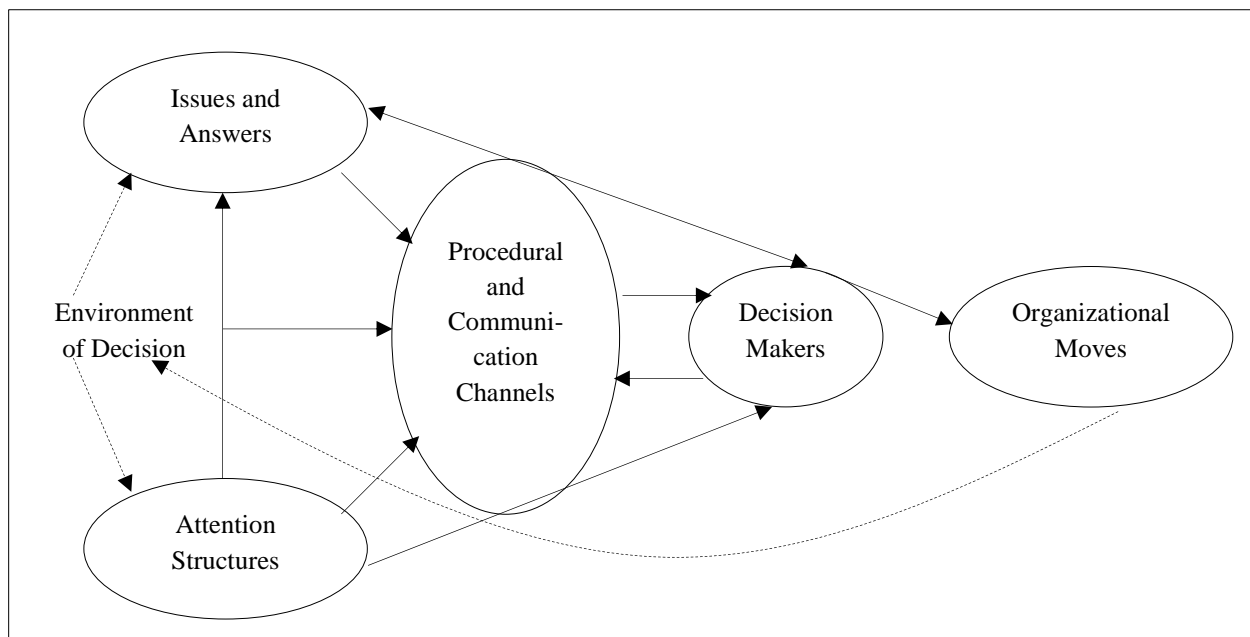 Issues and
Answers
Environment
of Decision
Attention
Structures
Procedural
and
Communi-
cation
Channels
Decision
Makers
Organizational
Moves